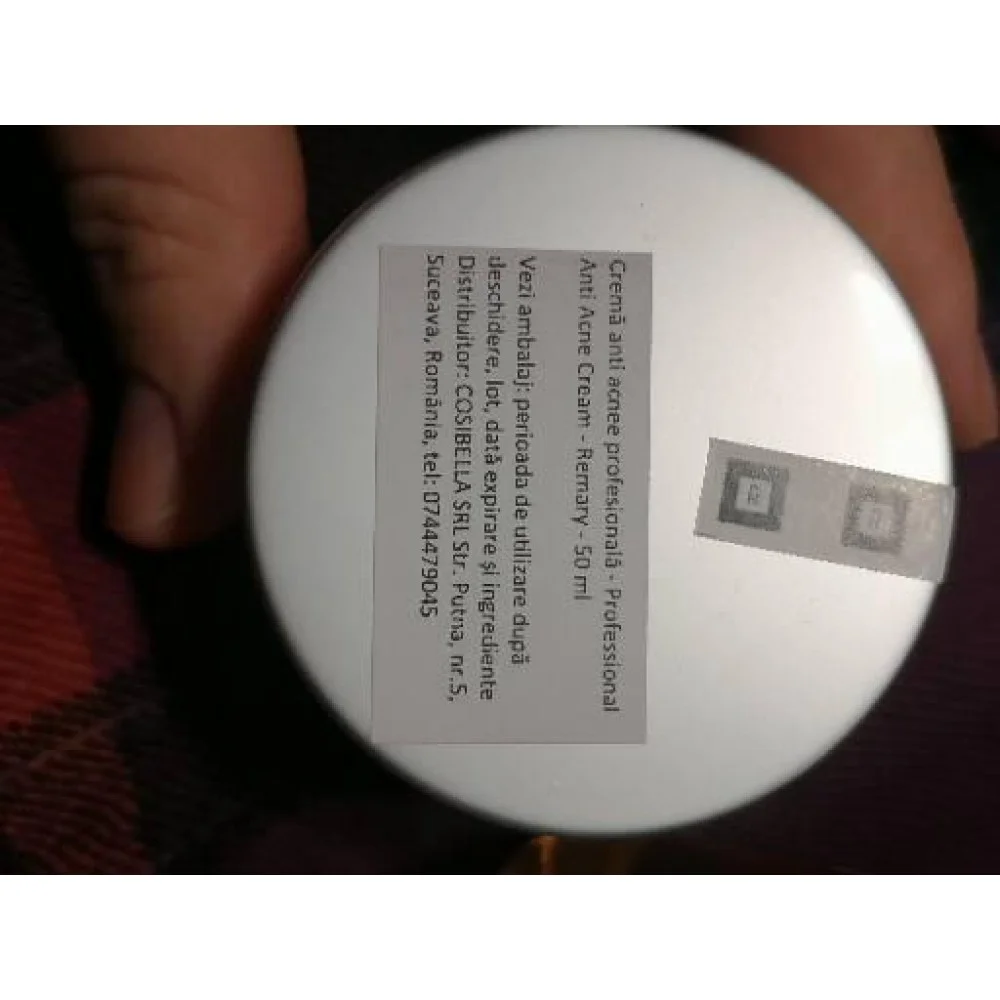 Cremă anti acnee profesională - Professional
Anti Acne Cream - Remary - 50 ml
Vezi ambalaj: perioada de utilizare după
deschidere, lot, dată expirare și ingrediente
Distribuitor: COSIBELLA SRL Str. Putna, nr.5,
Suceava, România, tel: 0744479045